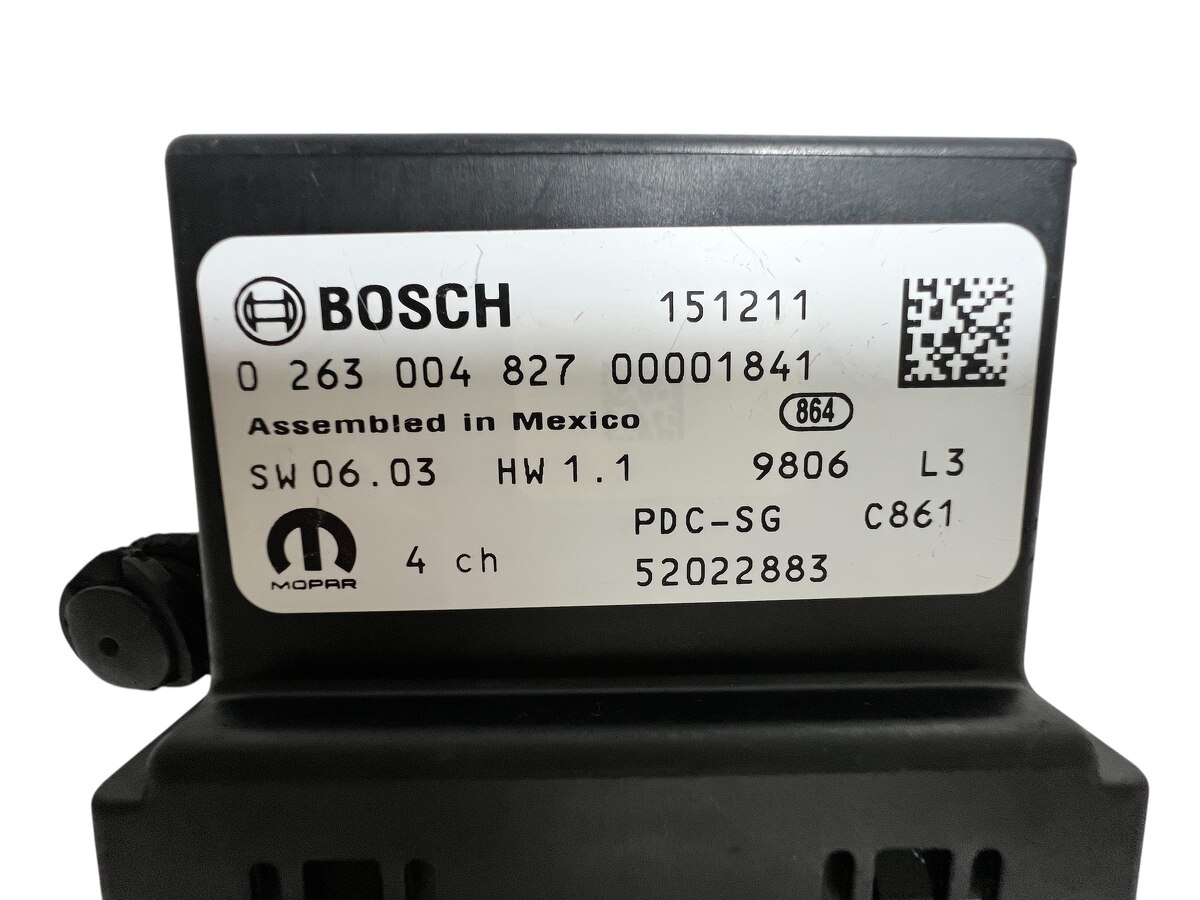 BOSCH 151211
0 263 004 827 00001841
Assembled in Mexico 864
SW 06.03 HW 1.1 9806 L3
PDC-SG C861
MOPAR 4 ch 52022883